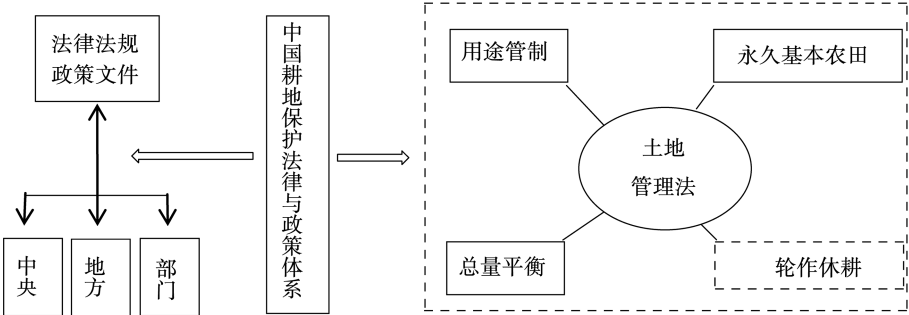 法律法规
政策文件
中央
地方
部门
中国耕地保护法律与政策体系
用途管制
永久基本农田
土地
管理法
总量平衡
轮作休耕